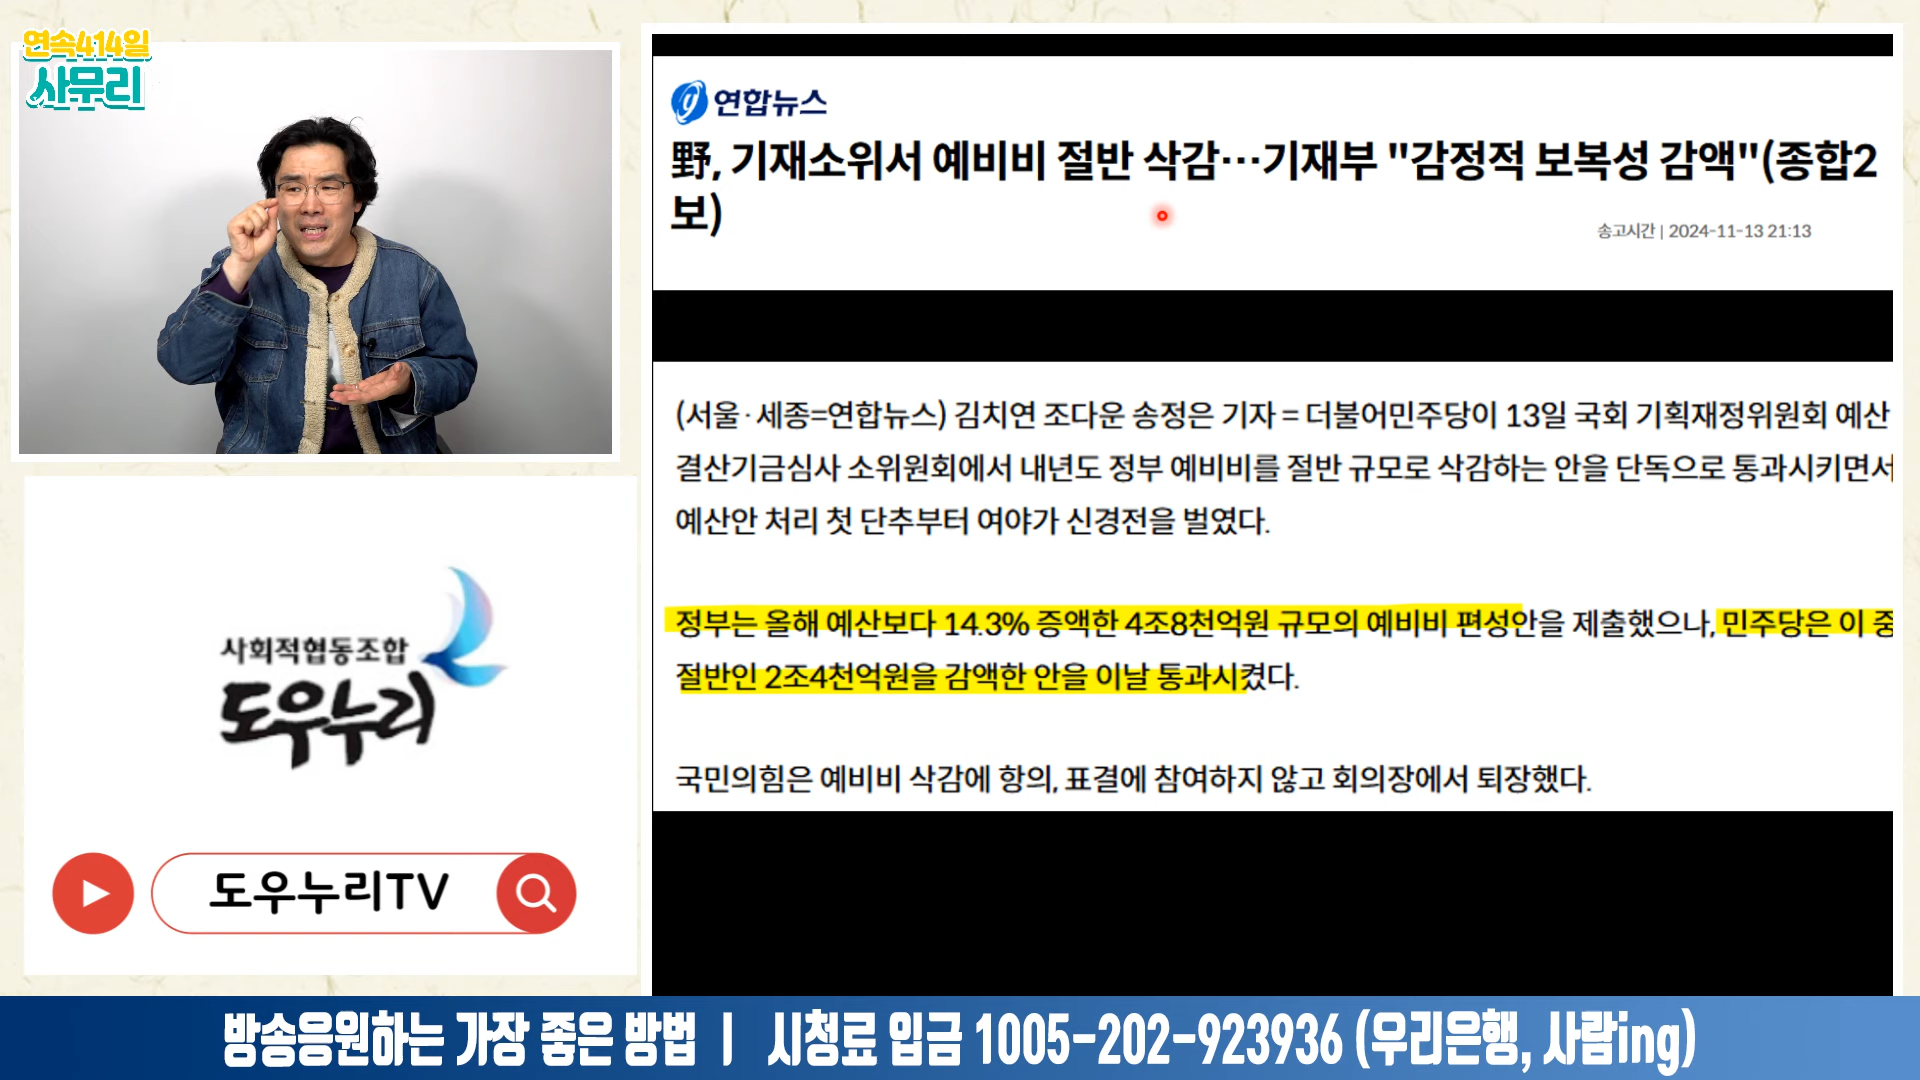 연속414일
사무리
연합뉴스
野, 기재소위서 예비비 절반 삭감…기재부 "감정적 보복성 감액"(종합2
보)
송고시간 | 2024-11-13 21:13
(서울·세종=연합뉴스) 김치연 조다운 송정은 기자 = 더불어민주당이 13일 국회 기획재정위원회 예산
결산기금심사 소위원회에서 내년도 정부 예비비를 절반 규모로 삭감하는 안을 단독으로 통과시키면서
예산안 처리 첫 단추부터 여야가 신경전을 벌였다.
정부는 올해 예산보다 14.3% 증액한 4조8천억원 규모의 예비비 편성안을 제출했으나, 민주당은 이 중
절반인 2조4천억원을 감액한 안을 이날 통과시켰다.
국민의힘은 예비비 삭감에 항의, 표결에 참여하지 않고 회의장에서 퇴장했다.
사회적협동조합
도우누리
도우누리TV
방송응원하는 가장 좋은 방법 | 시청료 입금 1005-202-923936 (우리은행, 사람ing)